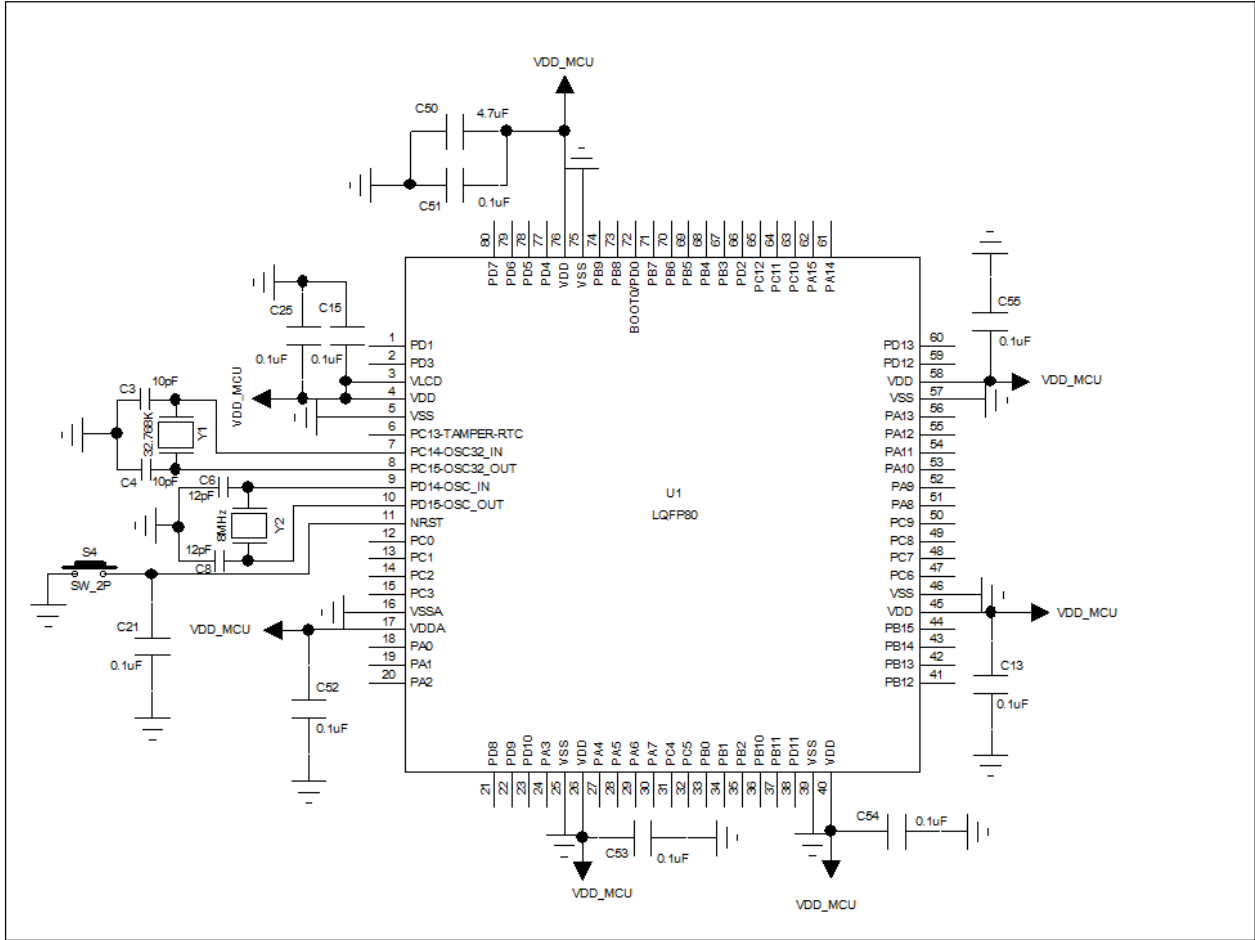 VDD_MCU
C50
4.7uF
C51
0.1uF
80
79
78
77
76
75
74
73
72
71
70
69
68
67
66
65
64
63
62
61
PD7
PD6
PD5
PD4
VDD
VSS
PB9
PB8
BOOT0/PD0
PB7
PB6
PB5
PB4
PB3
PD2
PC12
PC11
PC10
PA15
PA14
C25
C15
0.1uF
0.1uF
VDD_MCU
C3
10pF
32.768K
Y1
C4
10pF
C6
12pF
8MHz
Y2
12pF
C8
S4
SW_2P
C21
0.1uF
VDD_MCU
C52
0.1uF
1 PD1
2 PD3
3 VLCD
4 VDD
5 VSS
6 PC13-TAMPER-RTC
7 PC14-OSC32_IN
8 PC15-OSC32_OUT
9 PD14-OSC_IN
10 PD15-OSC_OUT
11 NRST
12 PC0
13 PC1
14 PC2
15 PC3
16 VSSA
17 VDDA
18 PA0
19 PA1
20 PA2
U1
LQFP80
PD13 60
PD12 59
VDD 58
VSS 57
PA13 56
PA12 55
PA11 54
PA10 53
PA9 52
PA8 51
PC9 50
PC8 49
PC7 48
PC6 47
VSS 46
VDD 45
PB15 44
PB14 43
PB13 42
PB12 41
C55
0.1uF
VDD_MCU
VDD_MCU
C13
0.1uF
PD8
PD9
PD10
PA3
VSS
VDD
PA4
PA5
PA6
PA7
PC4
PC5
PB0
PB1
PB2
PB10
PB11
PD11
VSS
VDD
21
22
23
24
25
26
27
28
29
30
31
32
33
34
35
36
37
38
39
40
C53
0.1uF
VDD_MCU
C54
0.1uF
VDD_MCU